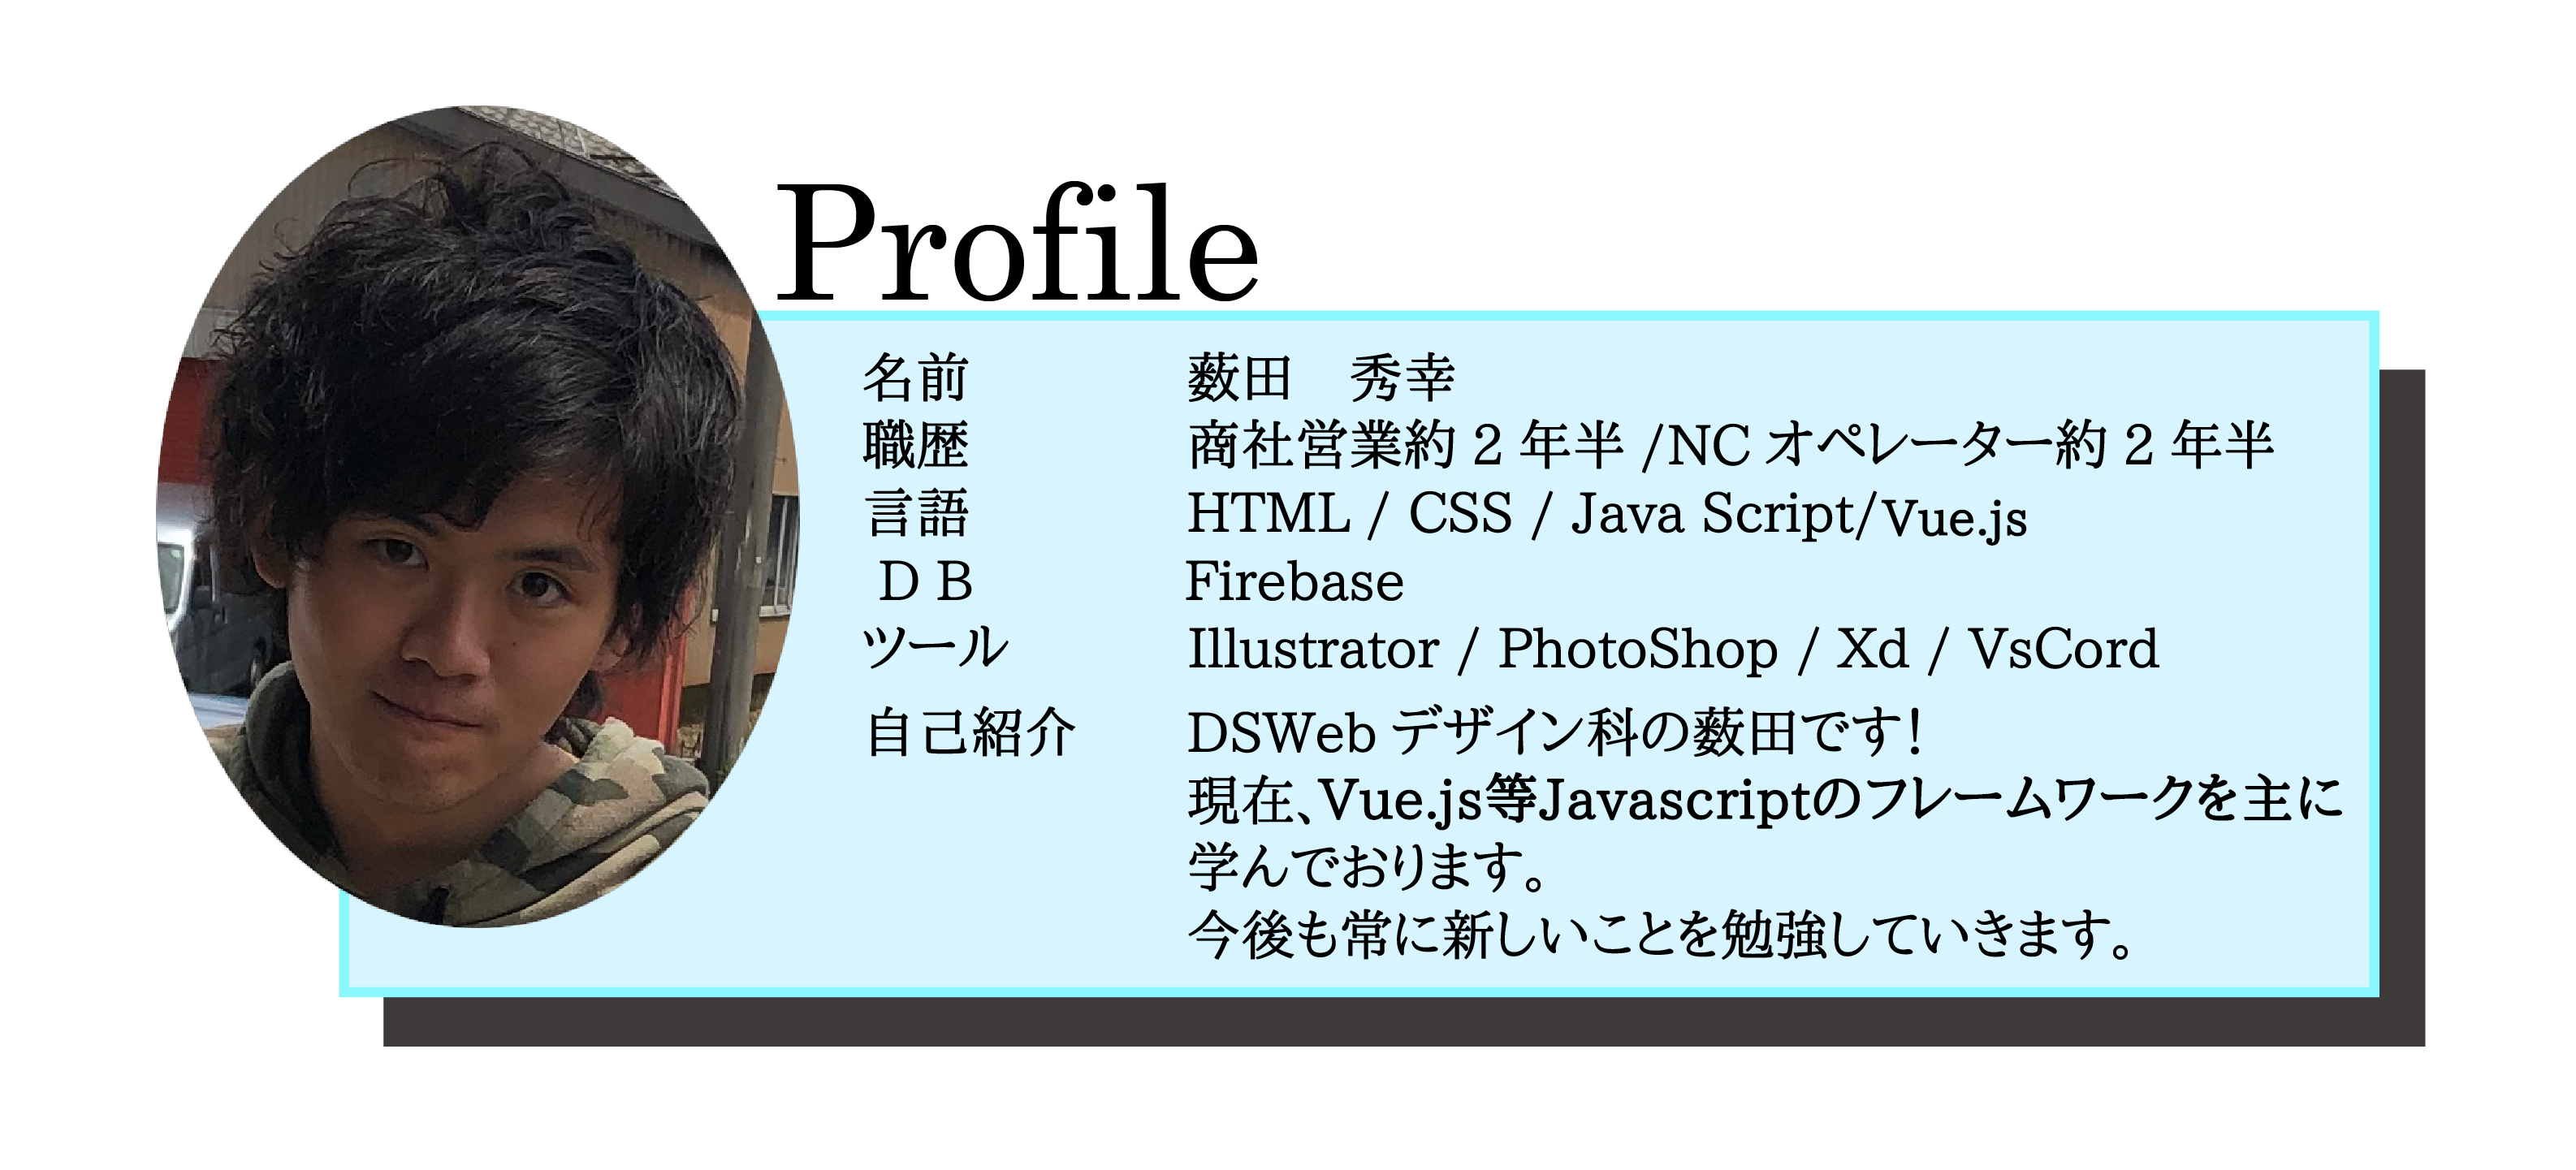 Profile
名前 薮田　秀幸
職歴 商社営業約 2 年半 /NC オペレーター約 2 年半
言語 HTML / CSS / Java Script/Vue.js
D B Firebase
ツール Illustrator / PhotoShop / Xd / VsCord
自己紹介 DSWeb デザイン科の薮田です！
現在、Vue.js等Javascriptのフレームワークを主に
学んでおります。
今後も常に新しいことを勉強していきます。